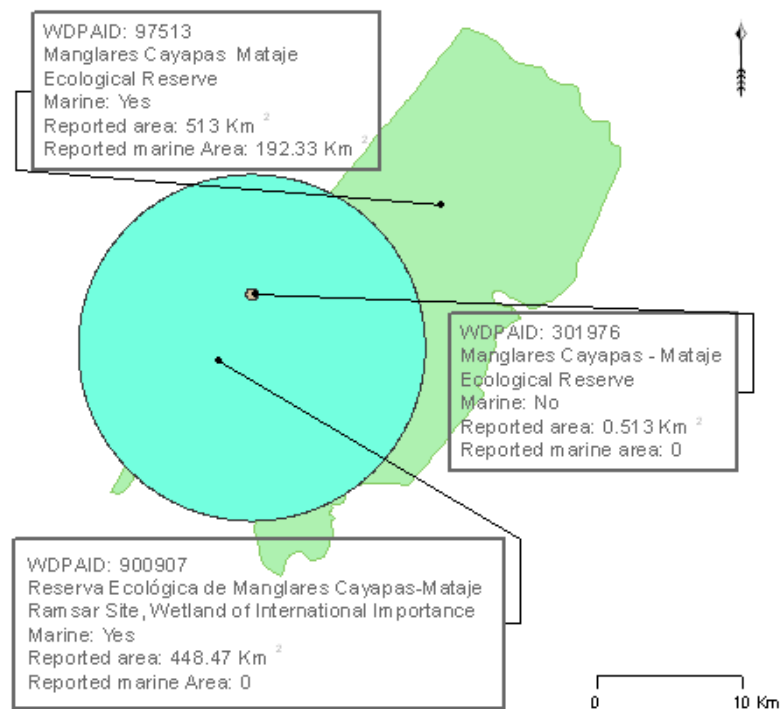 WDPAID: 97513
Manglares Cayapas Mataje
Ecological Reserve
Marine: Yes
Reported area: 513 Km 2
Reported marine Area: 192.33 Km 2
WDPAID: 301976
Manglares Cayapas - Mataje
Ecological Reserve
Marine: No
Reported area: 0.513 Km 2
Reported marine area: 0
WDPAID: 900907
Reserva Ecológica de Manglares Cayapas-Mataje
Ramsar Site, Wetland of International Importance
Marine: Yes
Reported area: 448.47 Km 2
Reported marine Area: 0
0 10 Km